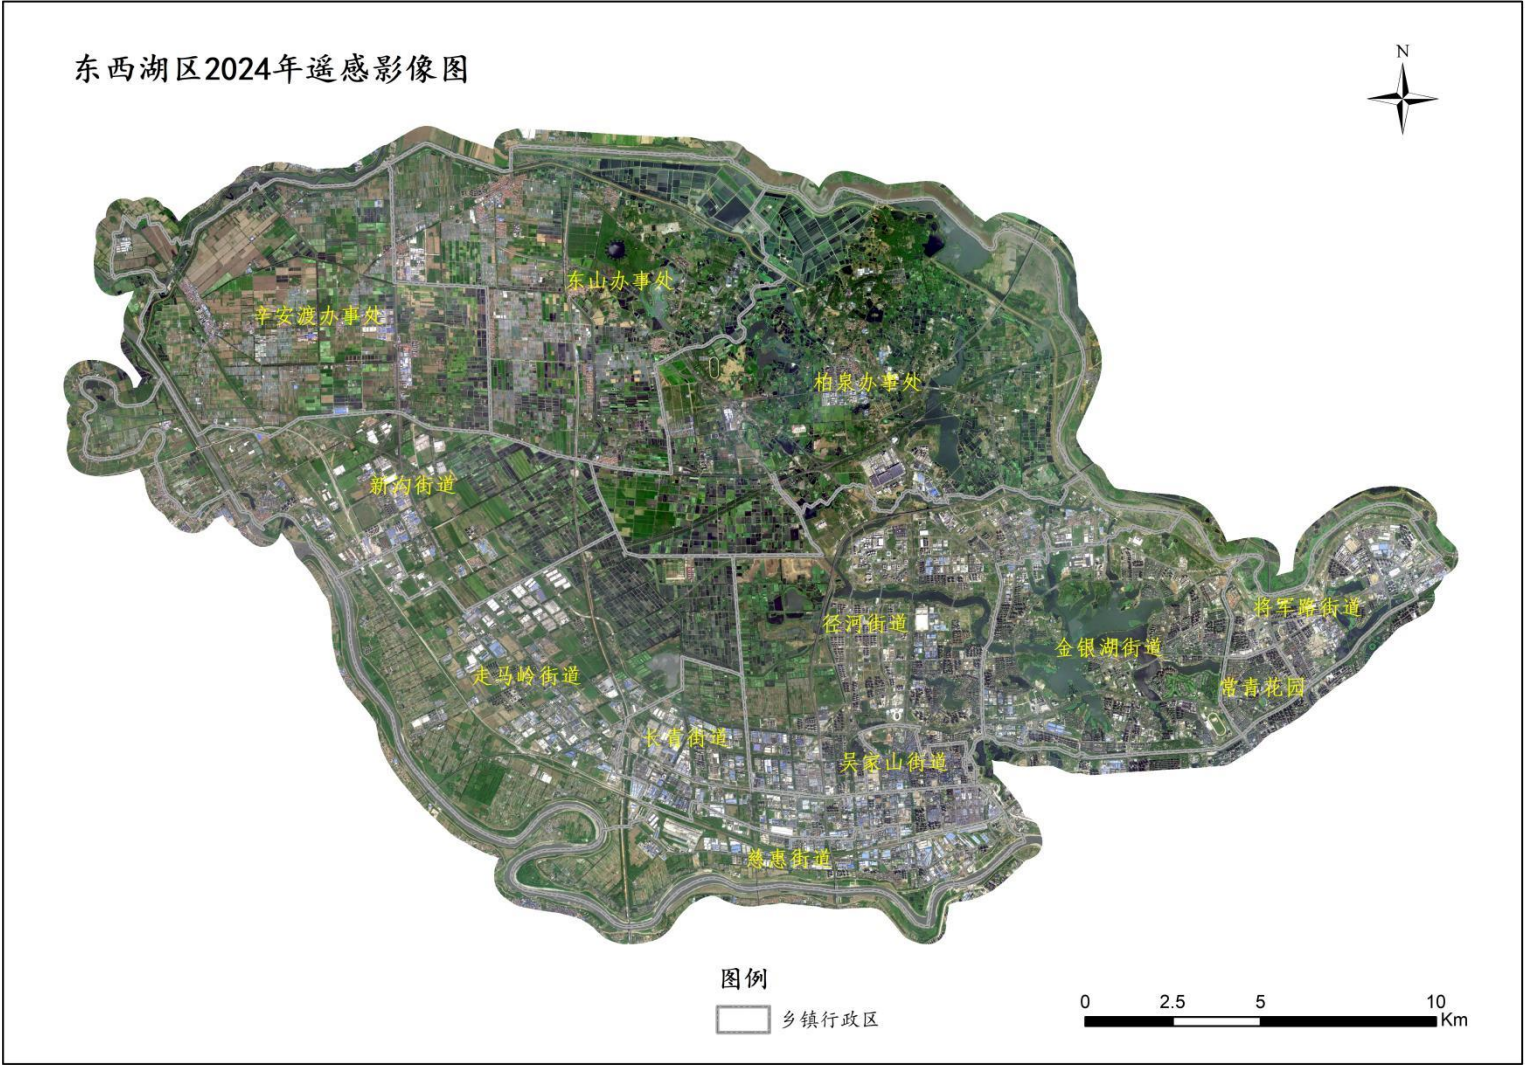 东西湖区2024年遥感影像图
N
东山办事处
辛安渡办事处
柏泉办事处
新沟街道
将军路街道
径河街道
金银湖街道
走马岭街道
常青花园
长青街道
吴家山街道
慈惠街道
图例
乡镇行政区
0 2.5 5 10
Km